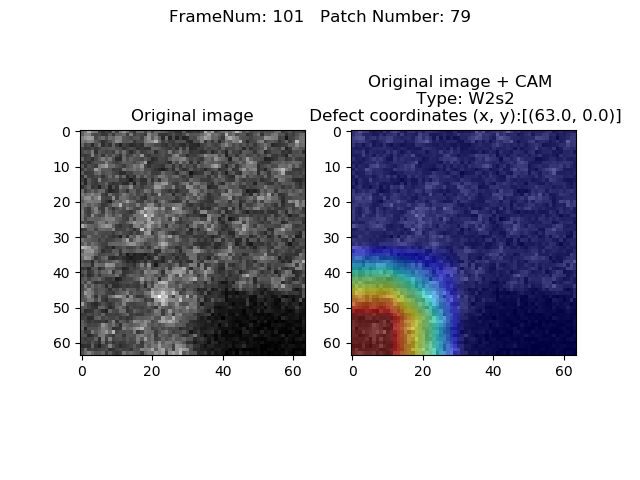 FrameNum: 101   Patch Number: 79
Original image
0
10
20
30
40
50
60
0 20 40 60
Original image + CAM
Type: W2s2
Defect coordinates (x, y):[(63.0, 0.0)]
0
10
20
30
40
50
60
0 20 40 60